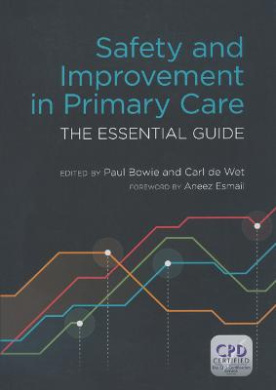 Safety and
Improvement
in Primary Care
THE ESSENTIAL GUIDE
EDITED BY Paul Bowie and Carl de Wet
FOREWORD BY Aneez Esmail
CPD
CERTIFIED